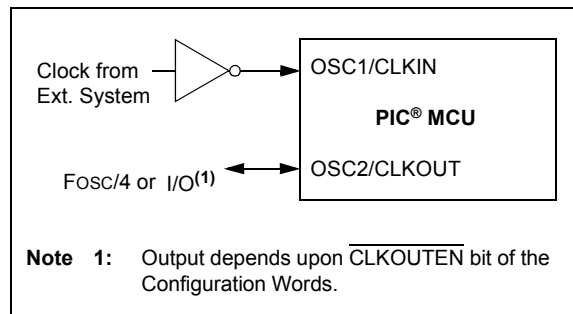 Clock from
Ext. System
OSC1/CLKIN
PIC® MCU
FOSC/4 or I/O(1)
OSC2/CLKOUT
Note 1: Output depends upon CLKOUTEN bit of the
Configuration Words.